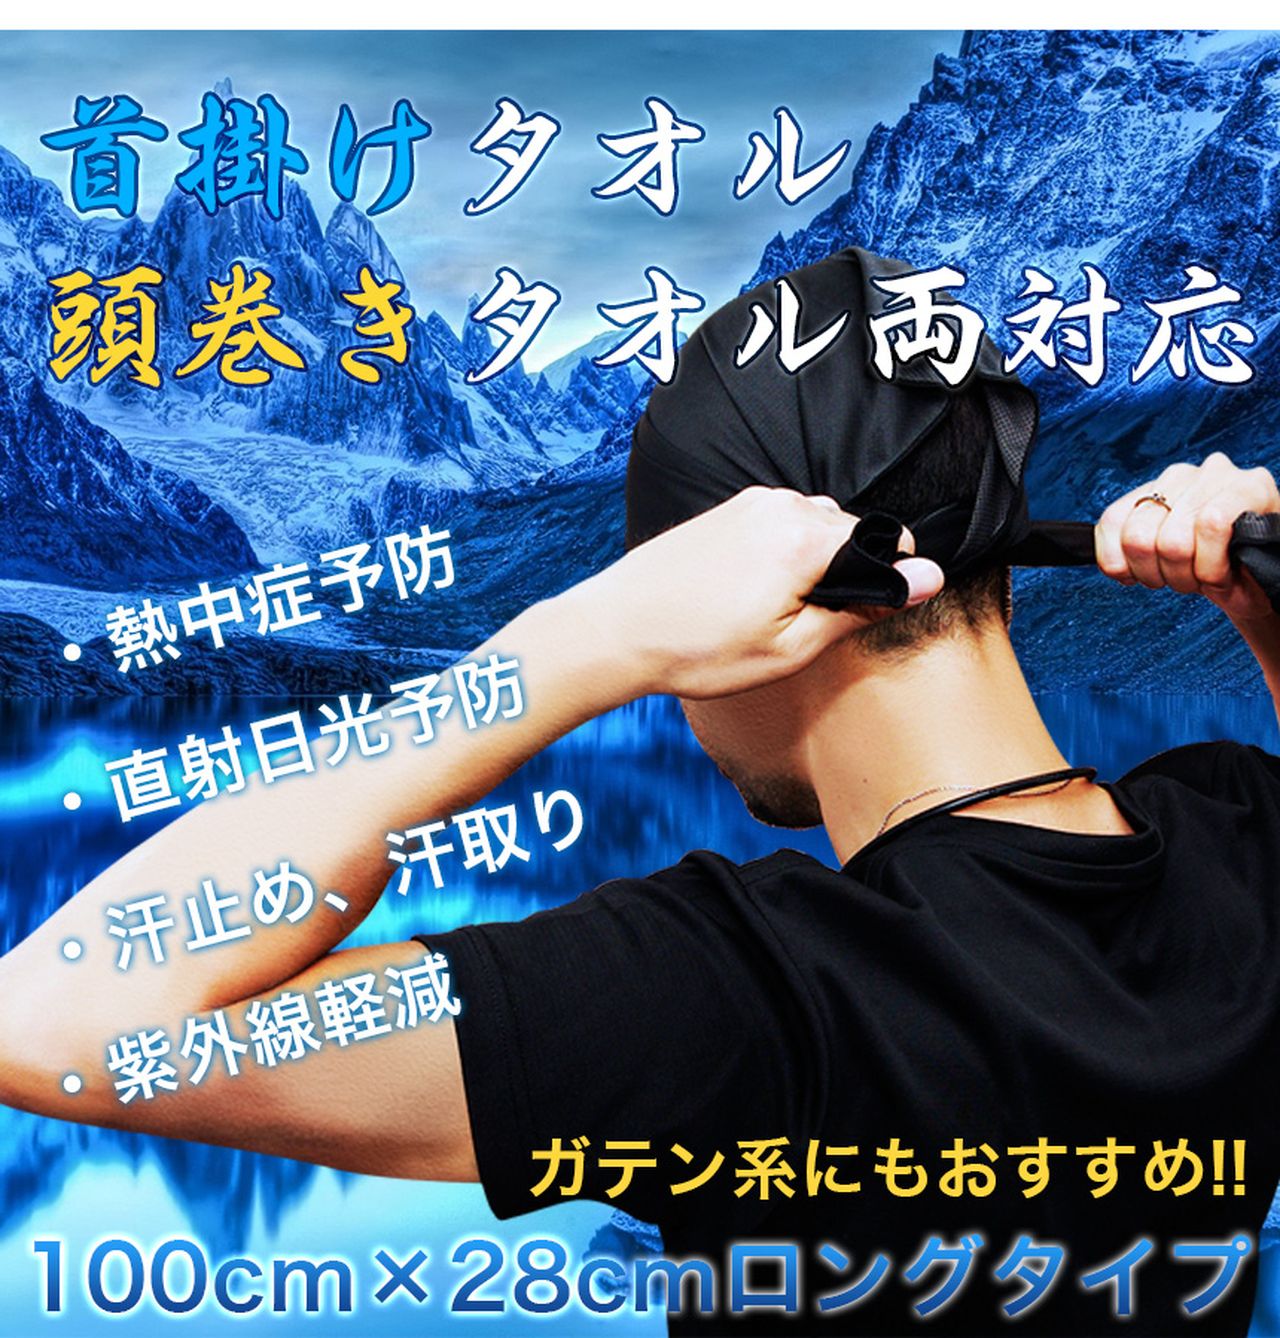 首掛けタオル
頭巻きタオル両対応
・熱中症予防
・直射日光予防
・汗止め、汗取り
・紫外線軽減
ガテン系にもおすすめ!!
100cm×28cmロングタイプ